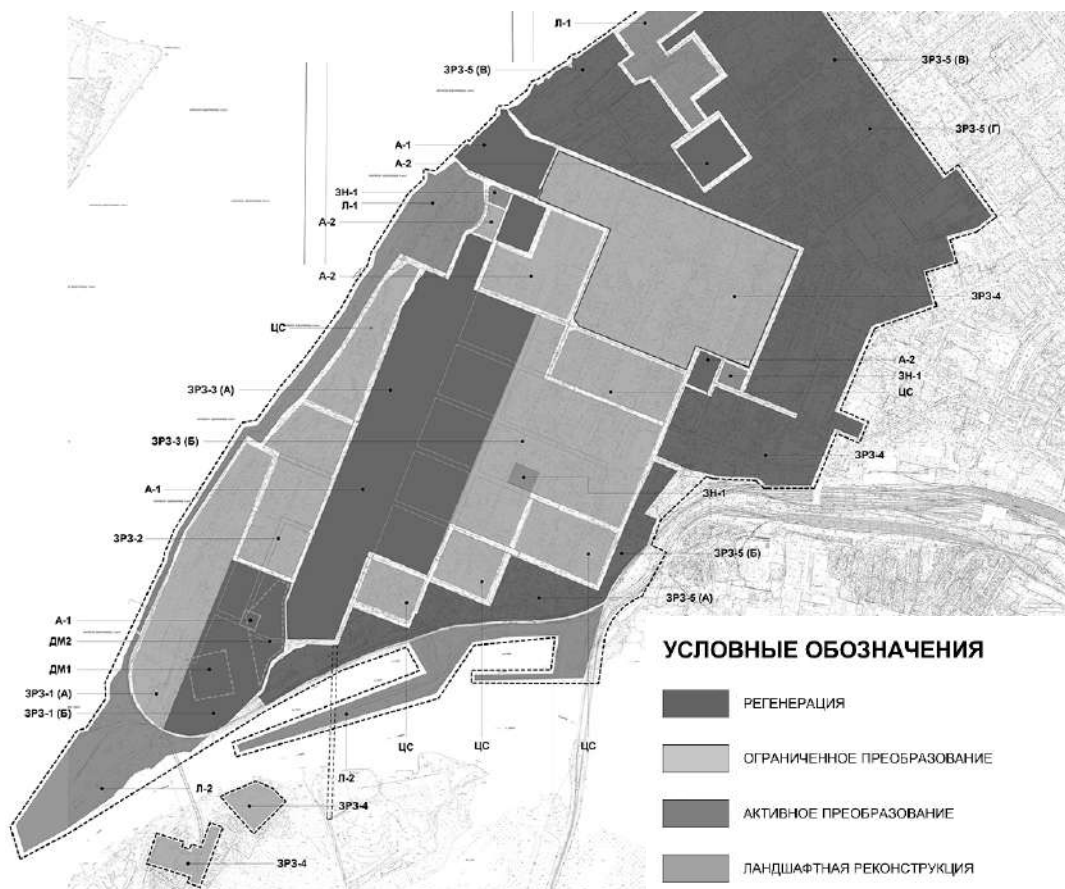 Л-1
ЗРЗ-5 (В)
ЗРЗ-5 (В)
ЗРЗ-5 (Г)
А-1
А-2
ЗН-1
Л-1
А-2
А-2
ЗРЗ-4
ЦС
А-2
ЗН-1
ЦС
ЗРЗ-3 (А)
ЗРЗ-3 (Б)
ЗРЗ-4
А-1
ЗН-1
ЗРЗ-2
ЗРЗ-5 (Б)
ЗРЗ-5 (А)
А-1
ДМ2
ДМ1
ЗРЗ-1 (А)
ЗРЗ-1 (Б)
ЦС
ЦС
ЦС
Л-2
Л-2
ЗРЗ-4
ЗРЗ-4
УСЛОВНЫЕ ОБОЗНАЧЕНИЯ
РЕГЕНЕРАЦИЯ
ОГРАНИЧЕННОЕ ПРЕОБРАЗОВАНИЕ
АКТИВНОЕ ПРЕОБРАЗОВАНИЕ
ЛАНДШАФТНАЯ РЕКОНСТРУКЦИЯ